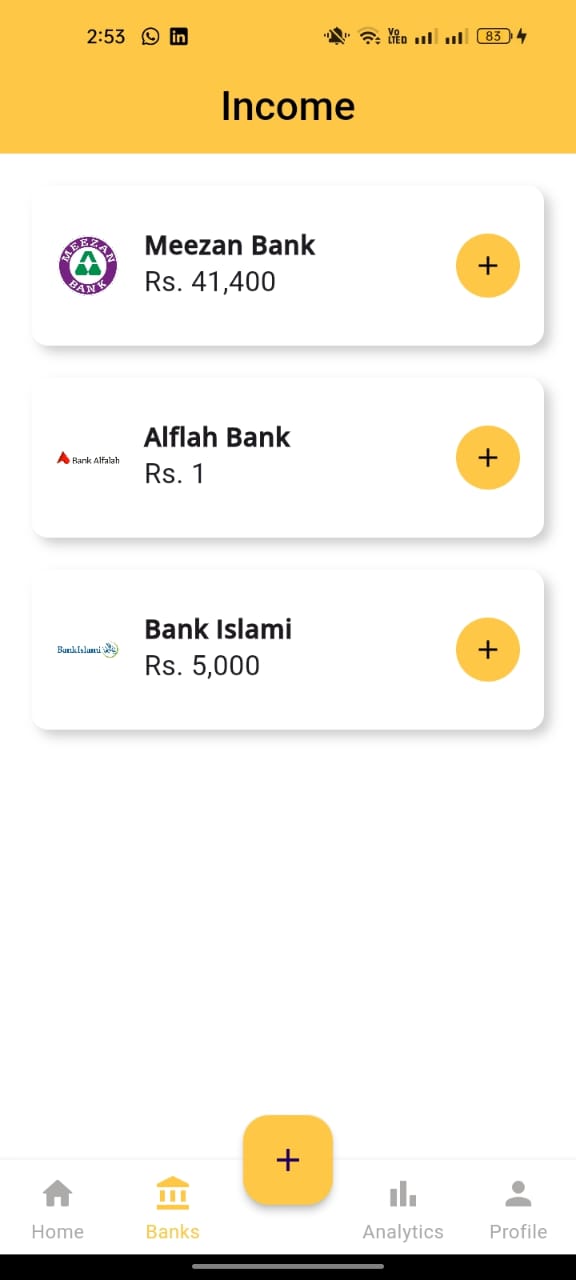 2:53
Vo
LTED
83
Income
MEEZAN
BANK
Meezan Bank
Rs. 41,400
+
Bank Alfalah
Alflah Bank
Rs. 1
+
BankIslami
Bank Islami
Rs. 5,000
+
+
Home
Banks
Analytics
Profile